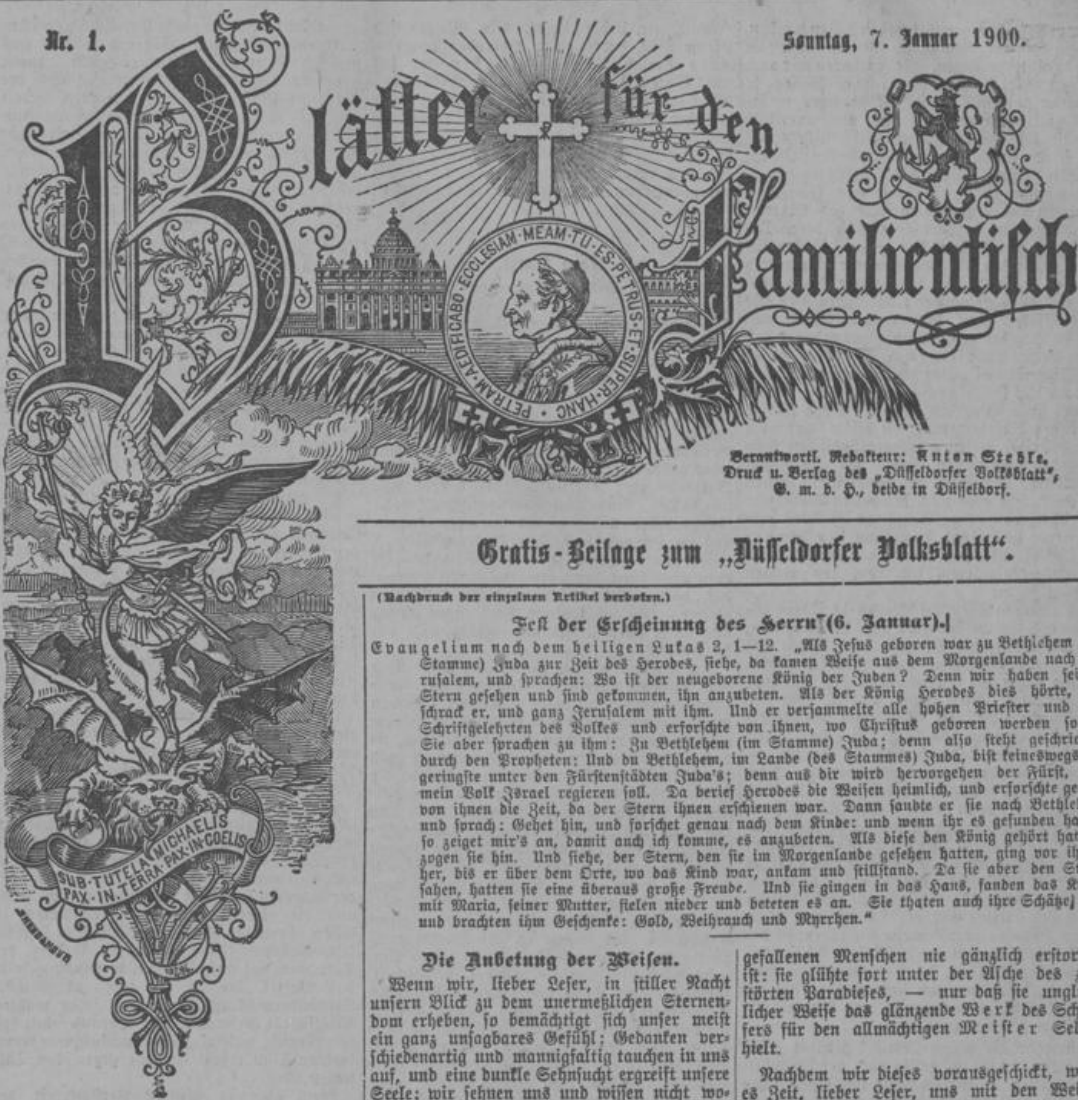 Nr. 1.
Sonntag, 7. Januar 1900.
Blätter für den
Familientisch
PETRAM·AEDIFICABO·ECCLESIAM·MEAM·TU·ES·PETRUS·ET·SUPER·HANC·
Verantwortl. Redakteur: Anton Stehle,
Druck u. Verlag des „Düsseldorfer Volksblatt“,
G. m. b. H., beide in Düsseldorf.
Gratis-Beilage zum „Düsseldorfer Volksblatt“.
(Nachdruck der einzelnen Artikel verboten.)
Fest der Erscheinung des Herrn (6. Januar).
Evangelium nach dem heiligen Lukas 2, 1—12. „Als Jesus geboren war zu Bethlehem
Stamme) Juda zur Zeit des Herodes, siehe, da kamen Weise aus dem Morgenlande nach
rusalem, und sprachen: Wo ist der neugeborene König der Juden? Denn wir haben sei
Stern gesehen und sind gekommen, ihn anzubeten. Als der König Herodes dies hörte,
schrack er, und ganz Jerusalem mit ihm. Und er versammelte alle hohen Priester und
Schriftgelehrten des Volkes und erforschte von ihnen, wo Christus geboren werden so
Sie aber sprachen zu ihm: Zu Bethlehem (im Stamme) Juda; denn also steht geschrie
durch den Propheten: Und du Bethlehem, im Lande (des Stammes) Juda, bist keineswegs
geringste unter den Fürstenstädten Juda's; denn aus dir wird hervorgehen der Fürst,
mein Volk Israel regieren soll. Da berief Herodes die Weisen heimlich, und erforschte ge
von ihnen die Zeit, da der Stern ihnen erschienen war. Dann sandte er sie nach Bethle
und sprach: Gehet hin, und forschet genau nach dem Kinde: und wenn ihr es gefunden ha
so zeiget mir's an, damit auch ich komme, es anzubeten. Als diese den König gehört hat
zogen sie hin. Und siehe, der Stern, den sie im Morgenlande gesehen hatten, ging vor ih
her, bis er über dem Orte, wo das Kind war, ankam und stillstand. Da sie aber den St
sahen, hatten sie eine überaus große Freude. Und sie gingen in das Haus, fanden das K
mit Maria, seiner Mutter, fielen nieder und beteten es an. Sie thaten auch ihre Schätze
und brachten ihm Geschenke: Gold, Weihrauch und Myrrhen.“
SUB·TUTELA·MICHAELIS
PAX·IN·TERRA·PAX·IN·COELIS
Die Anbetung der Weisen.
Wenn wir, lieber Leser, in stiller Nacht
unsern Blick zu dem unermeßlichen Sternen-
dom erheben, so bemächtigt sich unser meist
ein ganz unsagbares Gefühl; Gedanken ver-
schiedenartig und mannigfaltig tauchen in uns
auf, und eine dunkle Sehnsucht ergreift unsere
Seele: wir sehnen uns und wissen nicht wo-
gefallenen Menschen nie gänzlich erstor
ist: sie glühte fort unter der Asche des z
störten Paradieses, — nur daß sie ungl
licher Weise das glänzende Werk des Sch
fers für den allmächtigen Meister Sel
hielt.
Nachdem wir dieses vorausgeschickt, w
es Zeit, lieber Leser, uns mit den Wei